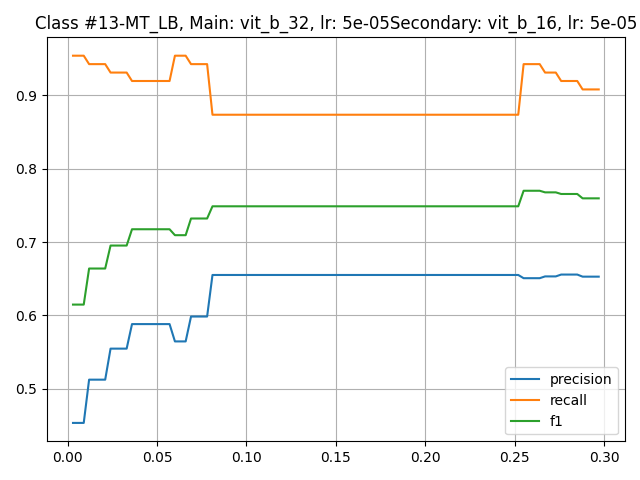 Class #13-MT_LB, Main: vit_b_32, lr: 5e-05Secondary: vit_b_16, lr: 5e-05
0.9
0.8
0.7
0.6
0.5
precision
recall
f1
0.00 0.05 0.10 0.15 0.20 0.25 0.30